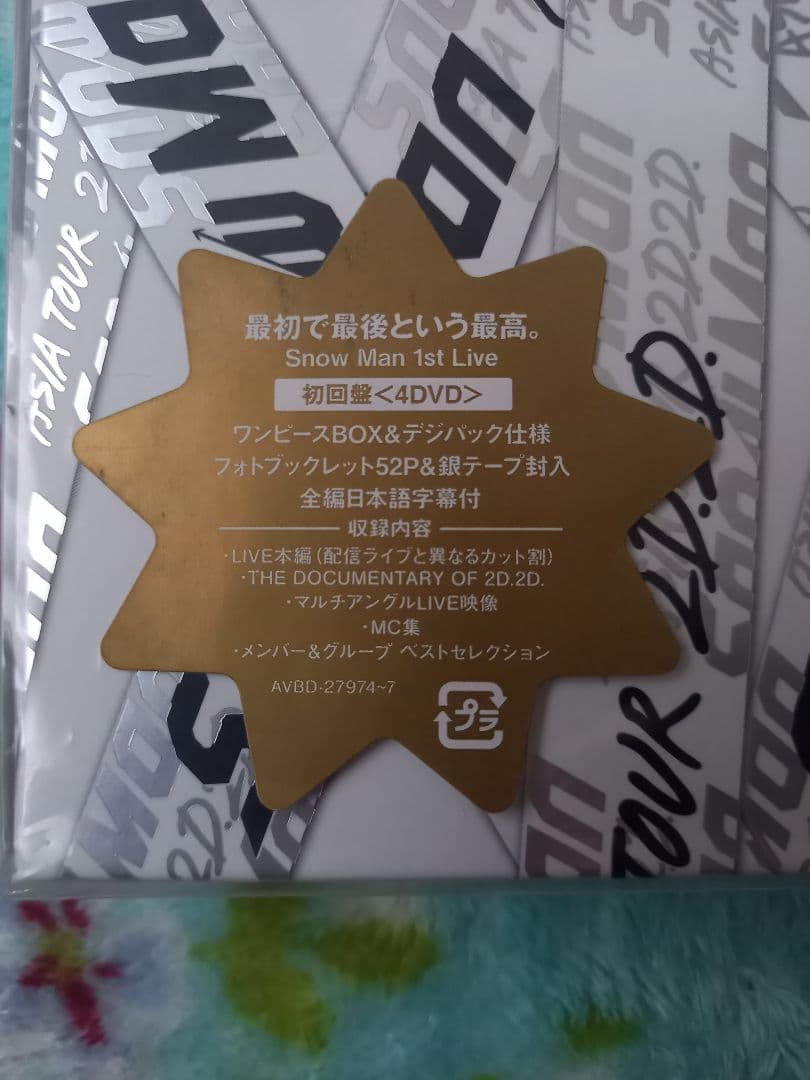 最初で最後という最高。
Snow Man 1st Live
初回盤<4DVD>
ワンピースBOX&デジパック仕様
フォトブックレット52P&銀テープ封入
全編日本語字幕付
収録内容
・LIVE本編(配信ライブと異なるカット割)
・THE DOCUMENTARY OF 2D.2D.
・マルチアングルLIVE映像
・MC集
・メンバー&グループ ベストセレクション
AVBD-27974~7
プラ
ASIA TOUR
TOUR 2D.2D.
2D.2D.